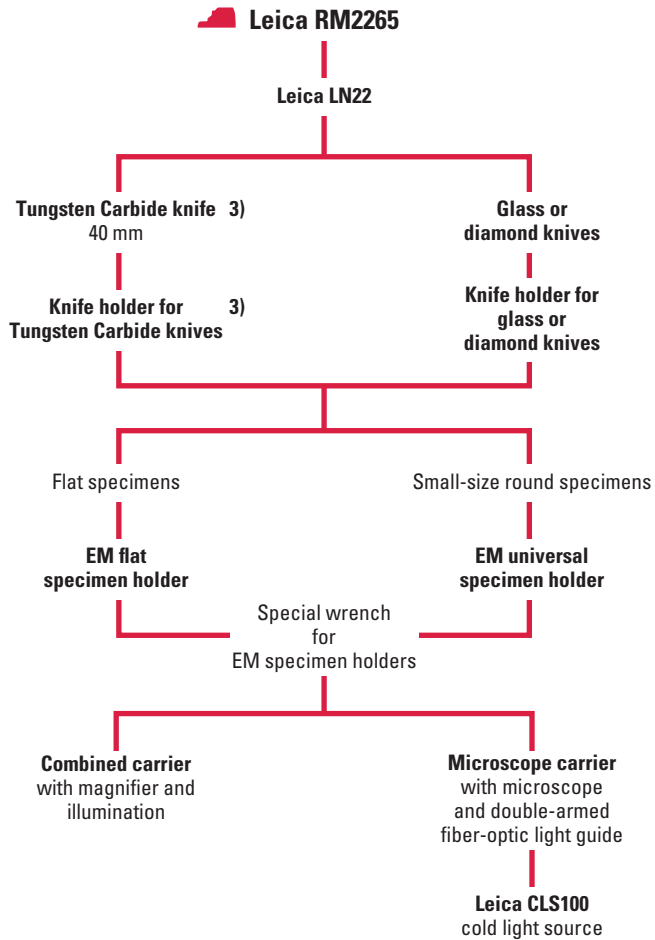 Leica RM2265
Leica LN22
Tungsten Carbide knife 3)
40 mm
Glass or
diamond knives
Knife holder for 3)
Tungsten Carbide knives
Knife holder for
glass or
diamond knives
Flat specimens
Small-size round specimens
EM flat
specimen holder
EM universal
specimen holder
Special wrench
for
EM specimen holders
Combined carrier
with magnifier and
illumination
Microscope carrier
with microscope
and double-armed
fiber-optic light guide
Leica CLS100
cold light source